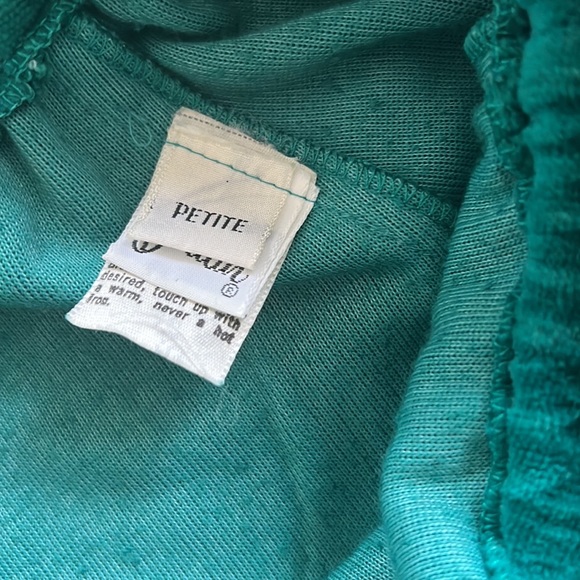 PETITE
®
desired, touch up with
a warm, never a hot
iron.